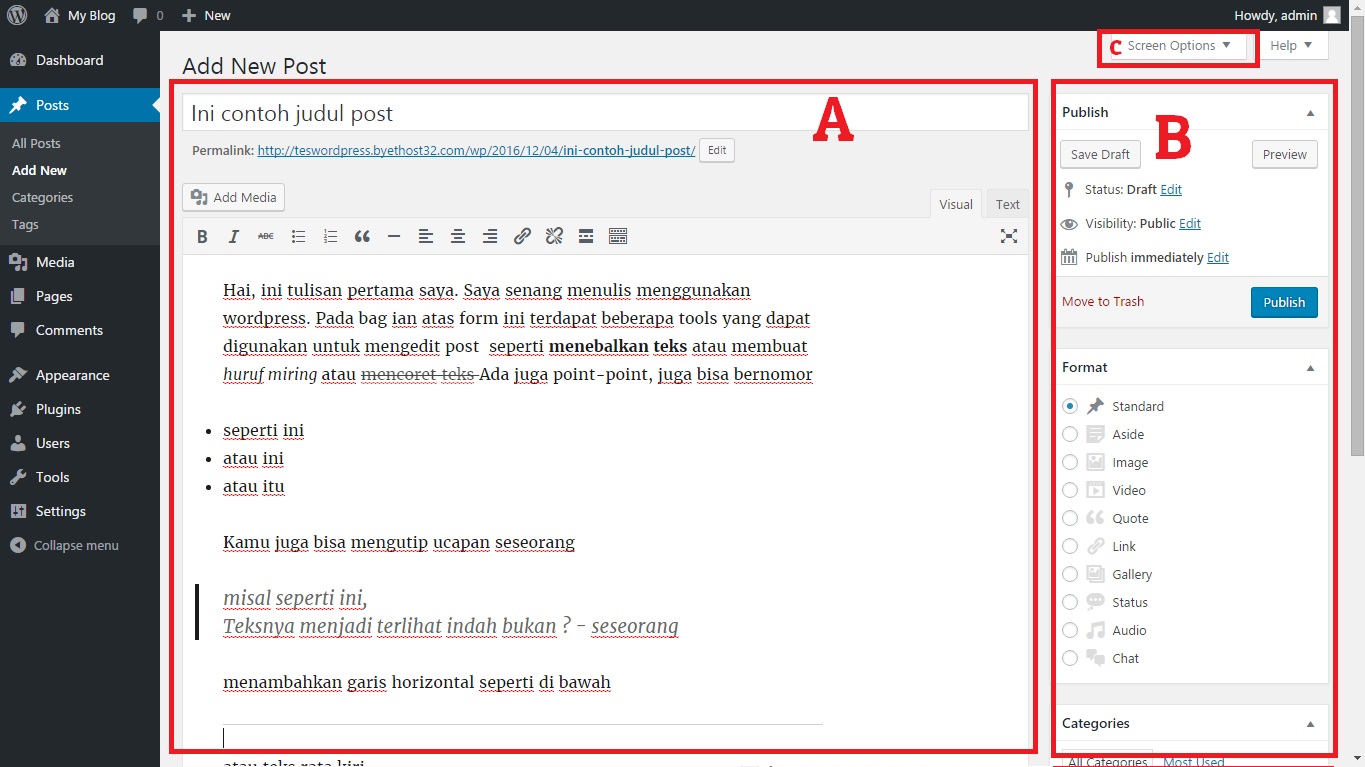 My Blog 0 New Howdy, admin
Dashboard
Posts
All Posts
Add New
Categories
Tags
Media
Pages
Comments
Appearance
Plugins
Users
Tools
Settings
Collapse menu
C Screen Options Help
Add New Post
A
Ini contoh judul post
Permalink: http://teswordpress.byethost32.com/wp/2016/12/04/ini-contoh-judul-post/ Edit
Add Media
Visual Text
B I ABC
Hai, ini tulisan pertama saya. Saya senang menulis menggunakan
wordpress. Pada bag ian atas form ini terdapat beberapa tools yang dapat
digunakan untuk mengedit post  seperti menebalkan teks atau membuat
huruf miring atau mencoret teks Ada juga point-point, juga bisa bernomor
• seperti ini
• atau ini
• atau itu
Kamu juga bisa mengutip ucapan seseorang
misal seperti ini,
Teksnya menjadi terlihat indah bukan ? - seseorang
menambahkan garis horizontal seperti di bawah
atau teks rata kiri
B
Publish
Save Draft Preview
Status: Draft Edit
Visibility: Public Edit
Publish immediately Edit
Move to Trash Publish
Format
Standard
Aside
Image
Video
Quote
Link
Gallery
Status
Audio
Chat
Categories
All Categories Most Used